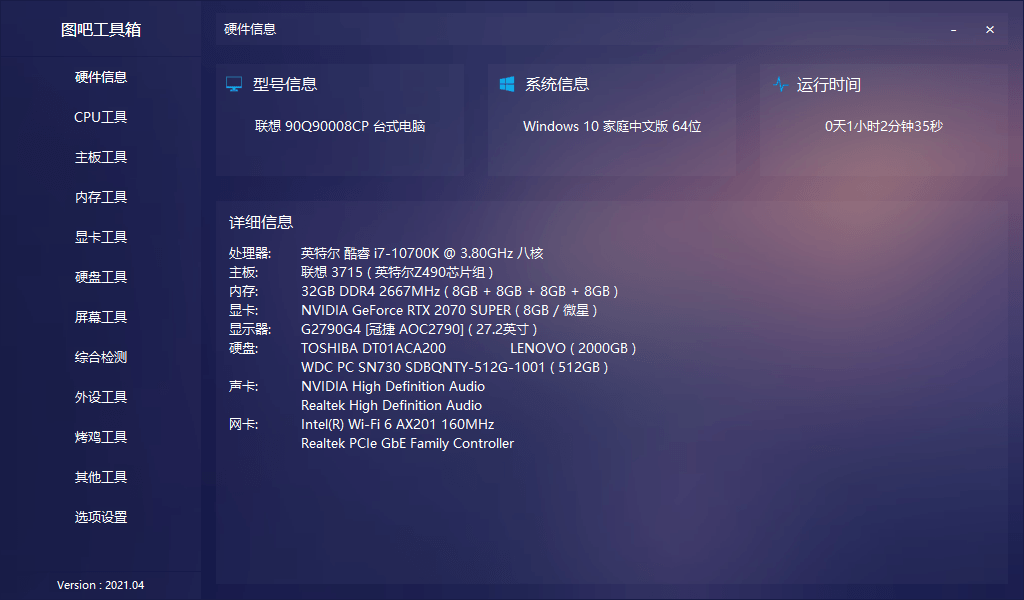 图吧工具箱
硬件信息
CPU工具
主板工具
内存工具
显卡工具
硬盘工具
屏幕工具
综合检测
外设工具
烤鸡工具
其他工具
选项设置
Version : 2021.04
硬件信息
型号信息
联想 90Q90008CP 台式电脑
系统信息
Windows 10 家庭中文版 64位
运行时间
0天1小时2分钟35秒
详细信息
处理器: 英特尔 酷睿 i7-10700K @ 3.80GHz 八核
主板: 联想 3715 ( 英特尔Z490芯片组 )
内存: 32GB DDR4 2667MHz ( 8GB + 8GB + 8GB + 8GB )
显卡: NVIDIA GeForce RTX 2070 SUPER ( 8GB / 微星 )
显示器: G2790G4 [冠捷 AOC2790] ( 27.2英寸 )
硬盘: TOSHIBA DT01ACA200 LENOVO ( 2000GB )
WDC PC SN730 SDBQNTY-512G-1001 ( 512GB )
声卡: NVIDIA High Definition Audio
Realtek High Definition Audio
网卡: Intel(R) Wi-Fi 6 AX201 160MHz
Realtek PCIe GbE Family Controller